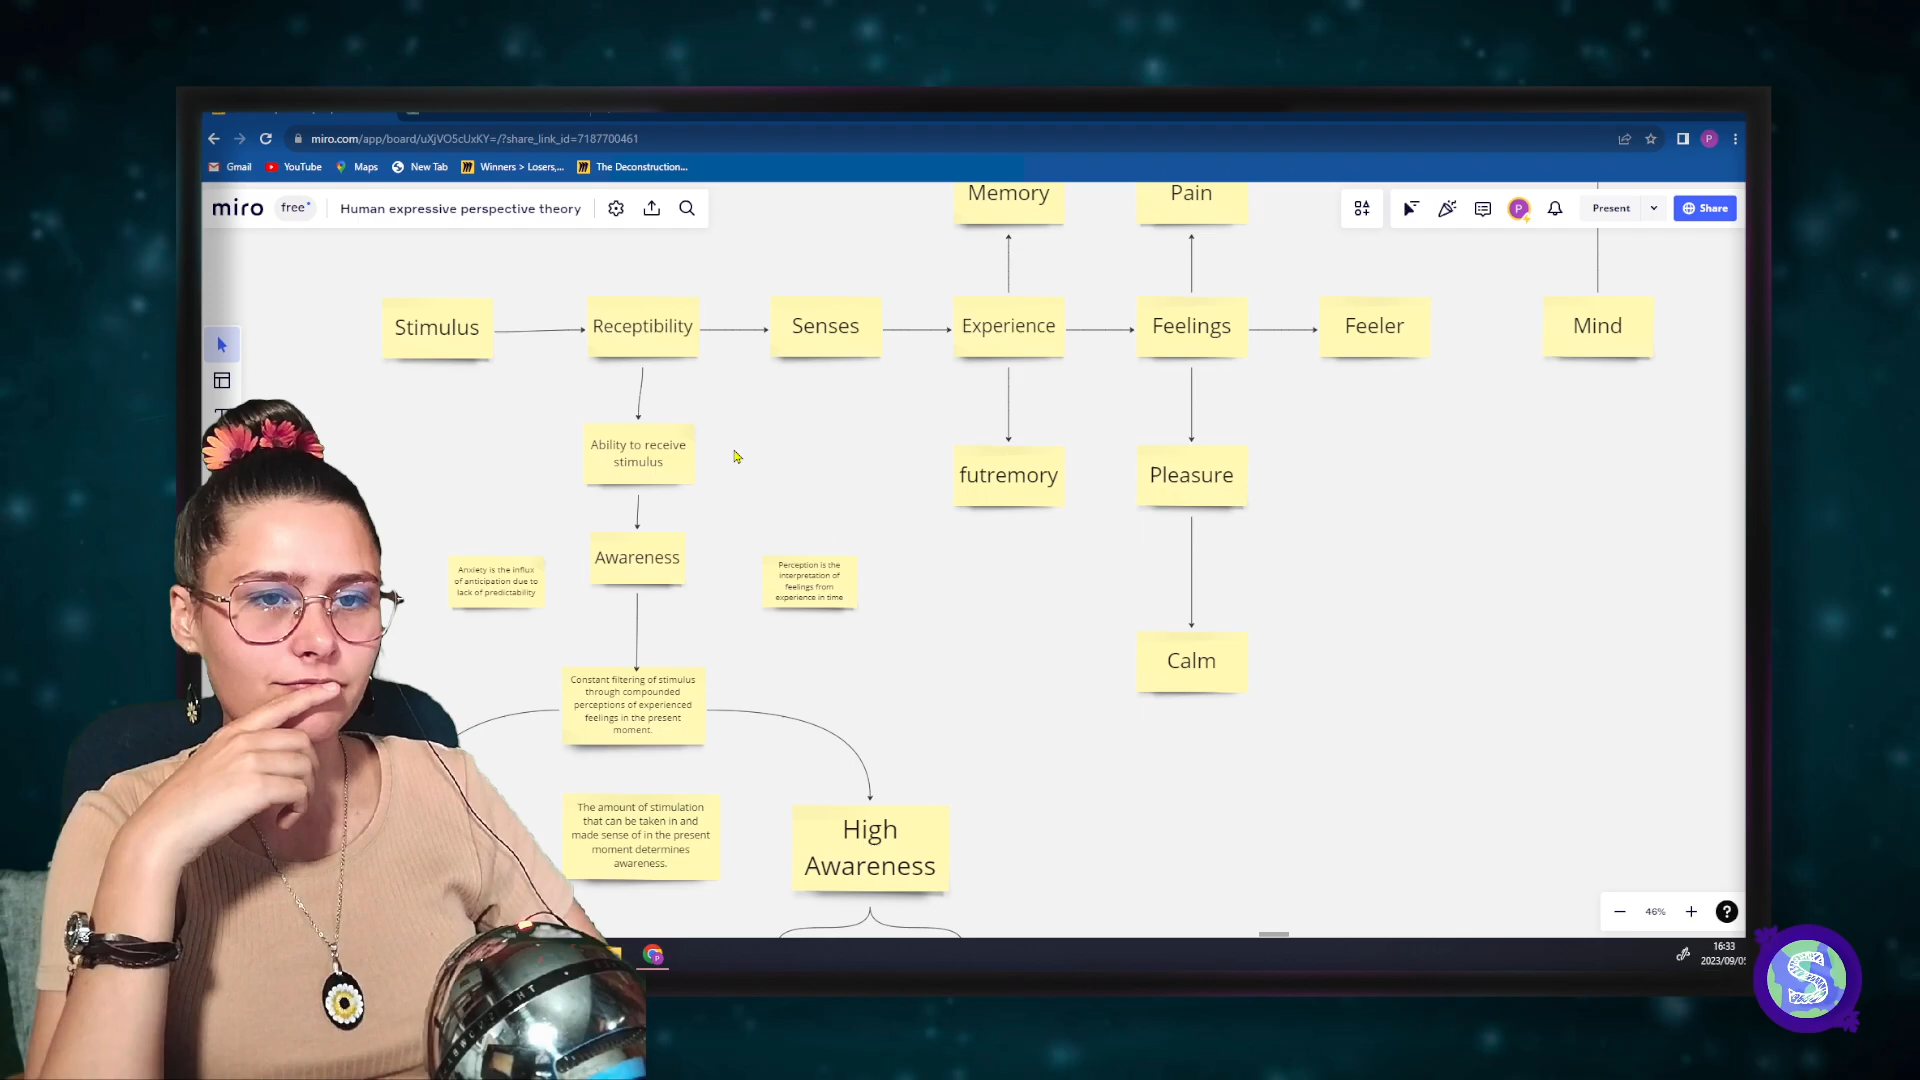 miro.com/app/board/uXjVO5cUxKY=/?share_link_id=7187700461
P
Gmail
YouTube
Maps
New Tab
Winners > Losers,...
The Deconstruction...
miro
free
Human expressive perspective theory
P
Present
Share
Memory
Pain
Stimulus
Receptibility
Senses
Experience
Feelings
Feeler
Mind
Ability to receive
stimulus
futremory
Pleasure
Awareness
Anxiety is the influx
of anticipation due to
lack of predictability
Perception is the
interpretation of
feelings from
experience in time
Calm
Constant filtering of stimulus
through compounded
perceptions of experienced
feelings in the present
moment.
The amount of stimulation
that can be taken in and
made sense of in the present
moment determines
awareness.
High
Awareness
46%
?
16:33
2023/09/05
S